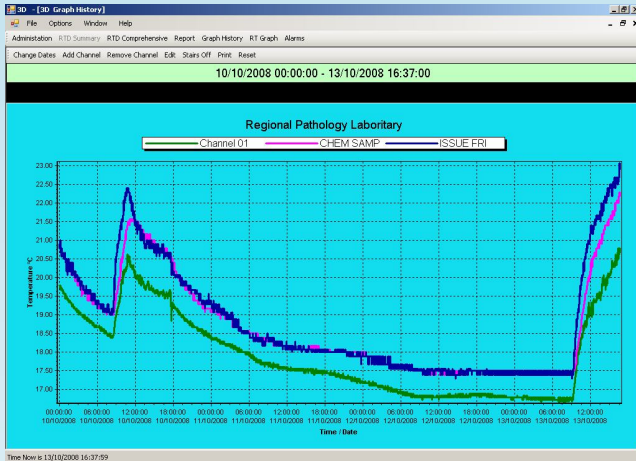 3D - [3D Graph History]
File Options Window Help
Administation RTD Summary RTD Comprehensive Report Graph History RT Graph Alarms
Change Dates Add Channel Remove Channel Edit Stairs Off Print Reset
10/10/2008 00:00:00 - 13/10/2008 16:37:00
Regional Pathology Laboritary
Channel 01 CHEM SAMP ISSUE FRI
23.00
22.50
22.00
21.50
21.00
20.50
20.00
19.50
19.00
18.50
18.00
17.50
17.00
Temperature °C
00:00:00 06:00:00 12:00:00 18:00:00 00:00:00 06:00:00 12:00:00 18:00:00 00:00:00 06:00:00 12:00:00 18:00:00 00:00:00 06:00:00 12:00:00
10/10/2008 10/10/2008 10/10/2008 10/10/2008 11/10/2008 11/10/2008 11/10/2008 11/10/2008 12/10/2008 12/10/2008 12/10/2008 12/10/2008 13/10/2008 13/10/2008 13/10/2008
Time / Date
Time Now is 13/10/2008 16:37:59